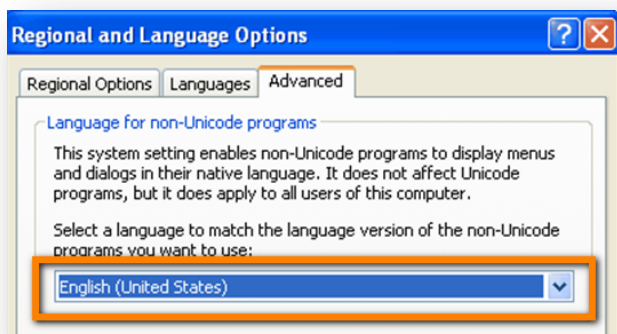 Regional and Language Options
Regional Options Languages Advanced
Language for non-Unicode programs
This system setting enables non-Unicode programs to display menus
and dialogs in their native language. It does not affect Unicode
programs, but it does apply to all users of this computer.
Select a language to match the language version of the non-Unicode
programs you want to use:
English (United States)